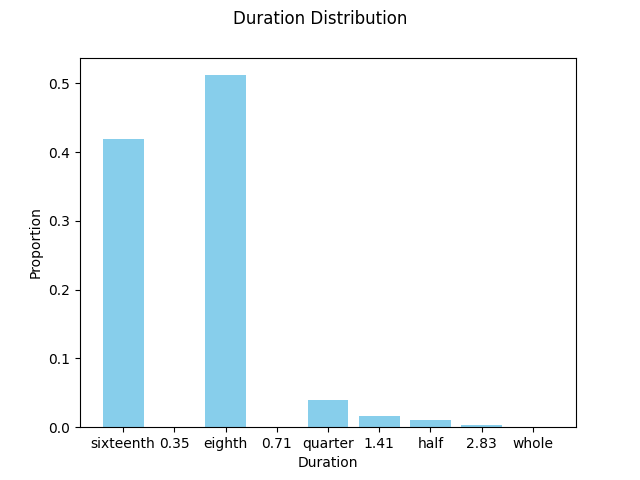 Duration Distribution
0.5
0.4
0.3
0.2
0.1
0.0
Proportion
sixteenth 0.35 eighth 0.71 quarter 1.41 half 2.83 whole
Duration